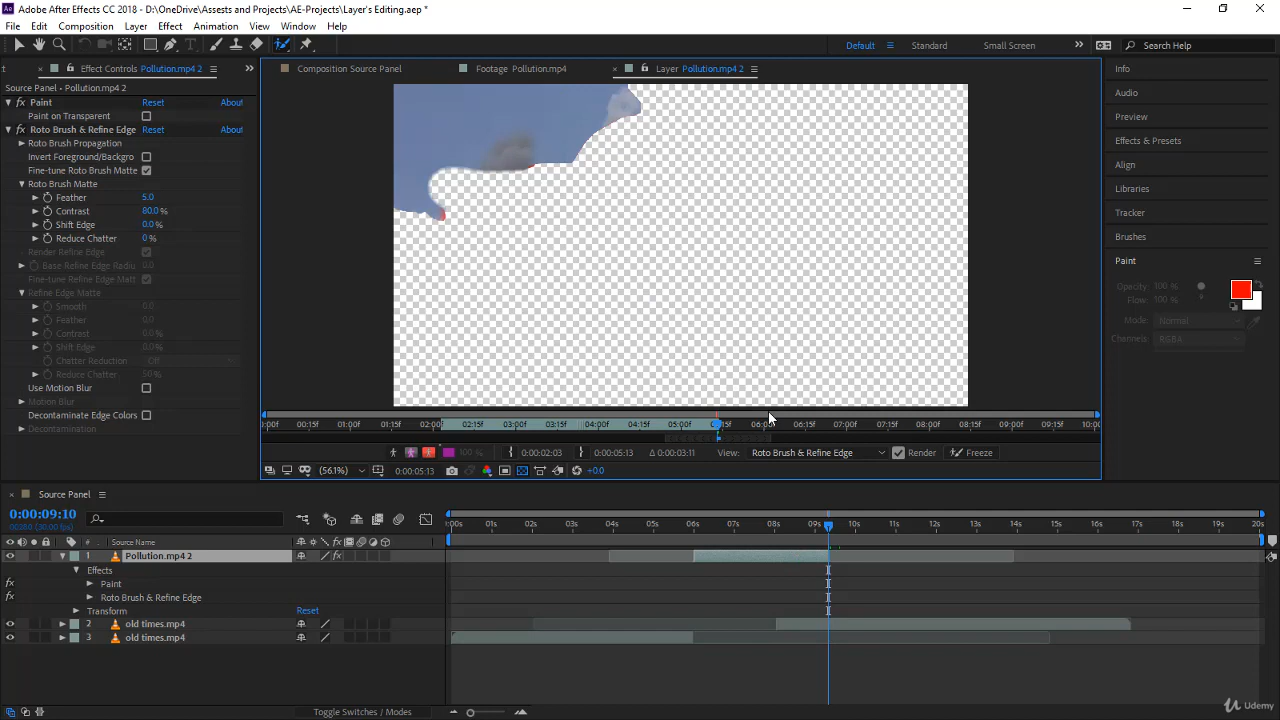 Adobe After Effects CC 2018 - D:\OneDrive\Assests and Projects\AE-Projects\Layer's Editing.aep *
File Edit Composition Layer Effect Animation View Window Help
Default Standard Small Screen Search Help
Effect Controls Pollution.mp4 2
Composition Source Panel
Footage Pollution.mp4
Layer Pollution.mp4 2
Source Panel • Pollution.mp4 2
fx Paint Reset About
Paint on Transparent
fx Roto Brush & Refine Edge Reset About
Roto Brush Propagation
Invert Foreground/Backgro
Fine-tune Roto Brush Matte
Roto Brush Matte
Feather 5.0
Contrast 80.0 %
Shift Edge 0.0 %
Reduce Chatter 0 %
Render Refine Edge
Base Refine Edge Radiu 0.0
Fine-tune Refine Edge Matt
Refine Edge Matte
Smooth 0.0
Feather 0.0
Contrast 0.0 %
Shift Edge 0.0 %
Chatter Reduction Off
Reduce Chatter 50 %
Use Motion Blur
Motion Blur
Decontaminate Edge Colors
Decontamination
Info
Audio
Preview
Effects & Presets
Align
Libraries
Tracker
Brushes
Paint
Opacity: 100 %
Flow: 100 %
Mode: Normal
Channels: RGBA
00:15f 01:00f 01:15f 02:00f 02:15f 03:00f 03:15f 04:00f 04:15f 05:00f 06:00f 06:15f 07:00f 07:15f 08:00f 08:15f 09:00f 09:15f 10:00
100 % 0:00:02:03 0:00:05:13 Δ 0:00:03:11 View: Roto Brush & Refine Edge Render Freeze
(56.1%) 0:00:05:13 +0.0
Source Panel
0:00:09:10
00280 (30.00 fps)
:00s 01s 02s 03s 04s 05s 06s 07s 08s 10s 11s 12s 13s 14s 15s 16s 17s 18s 19s 20s
# Source Name fx
1 Pollution.mp4 2 fx
Effects
fx Paint
fx Roto Brush & Refine Edge
Transform Reset
2 old times.mp4
3 old times.mp4
Toggle Switches / Modes
Udemy